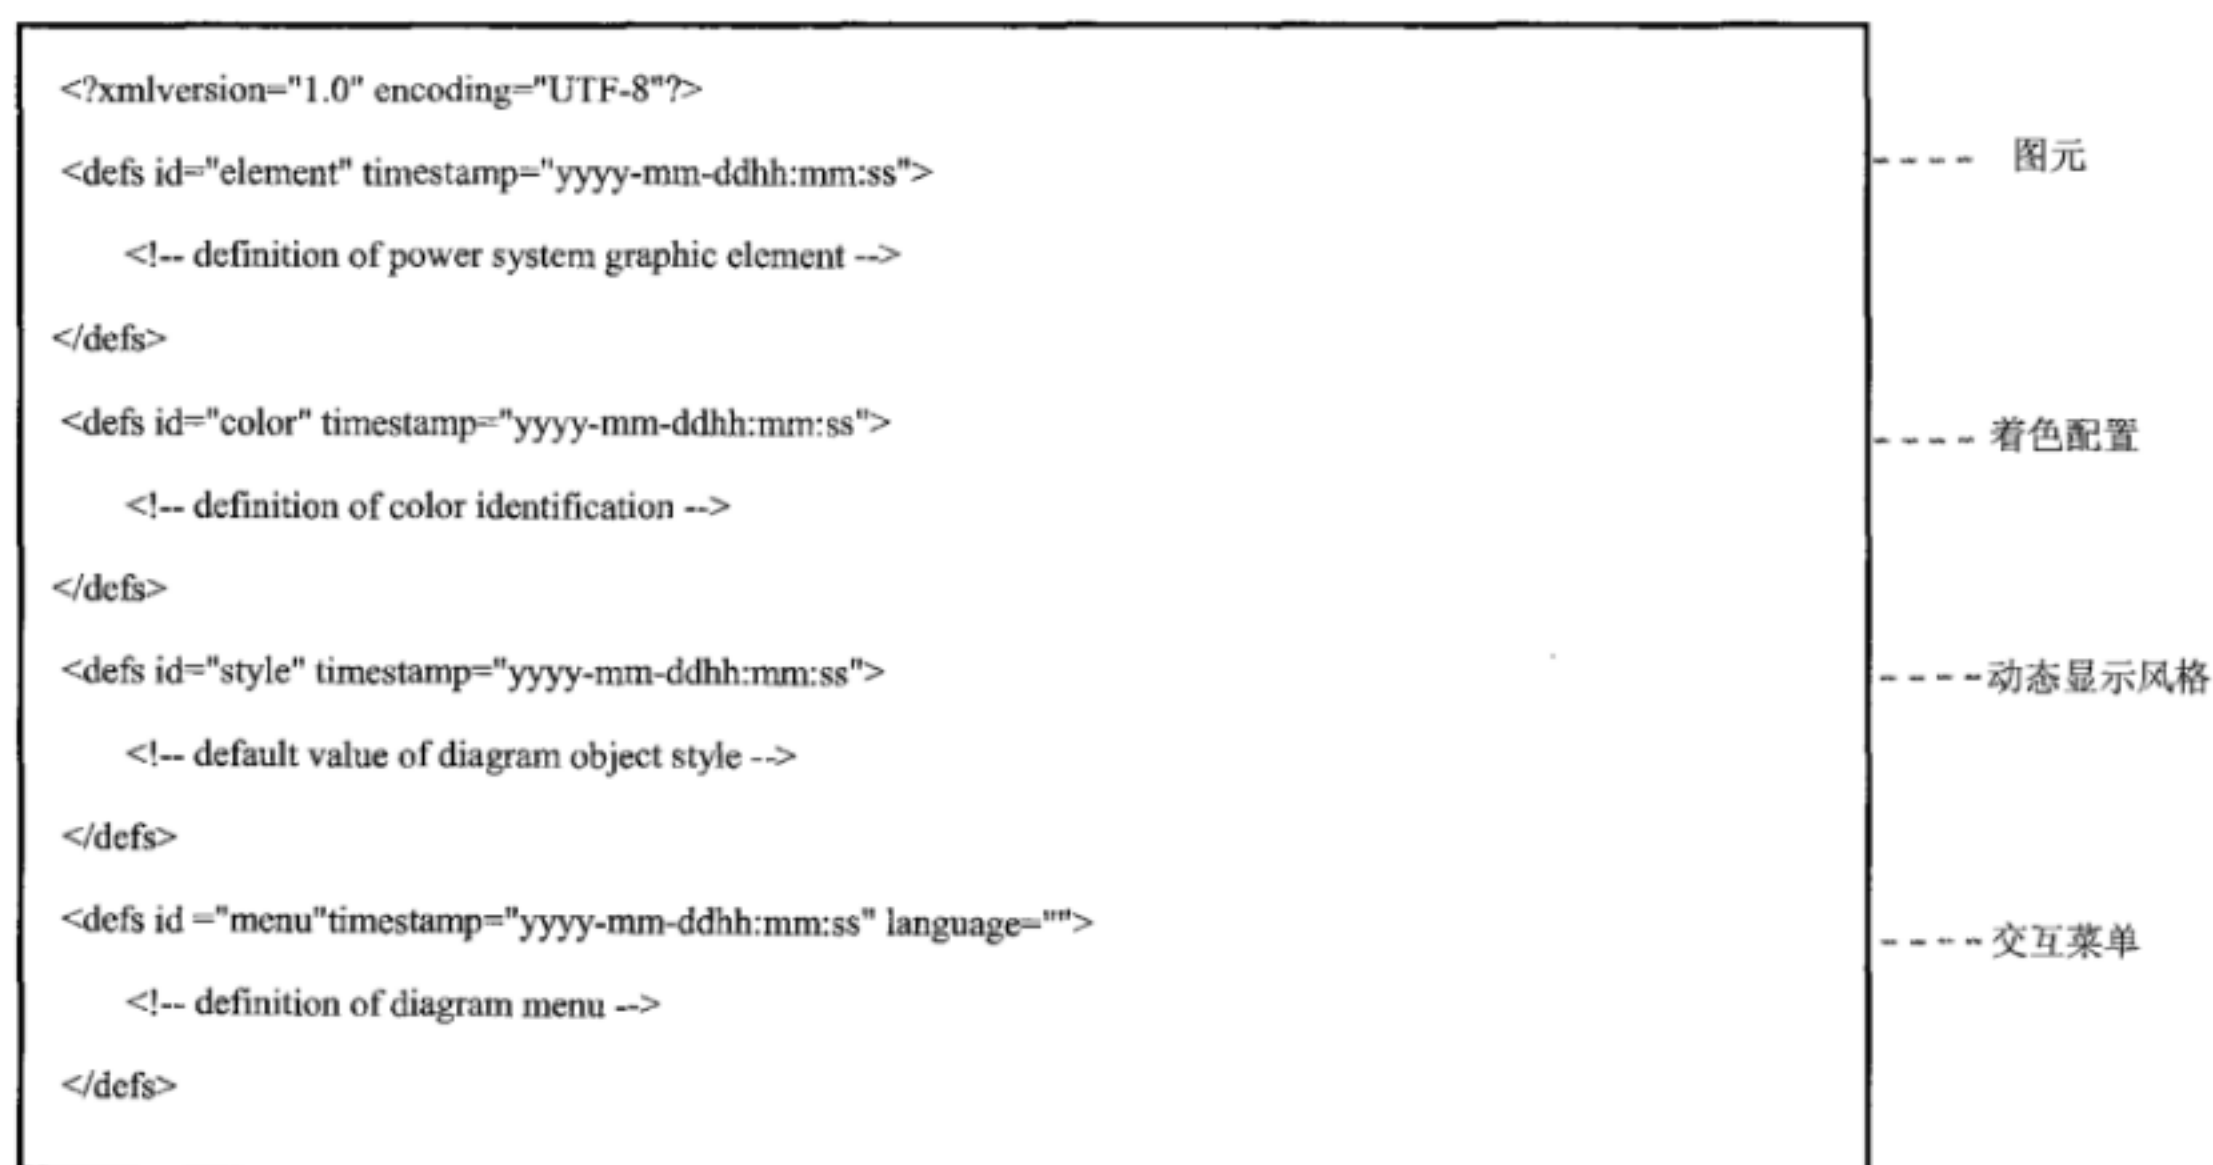 <?xmlversion="1.0" encoding="UTF-8"?>
<defs id="element" timestamp="yyyy-mm-ddhh:mm:ss">
图元
<!-- definition of power system graphic element -->
</defs>
<defs id="color" timestamp="yyyy-mm-ddhh:mm:ss">
着色配置
<!-- definition of color identification -->
</defs>
<defs id="style" timestamp="yyyy-mm-ddhh:mm:ss">
动态显示风格
<!-- default value of diagram object style -->
</defs>
<defs id ="menu"timestamp="yyyy-mm-ddhh:mm:ss" language="">
交互菜单
<!-- definition of diagram menu -->
</defs>